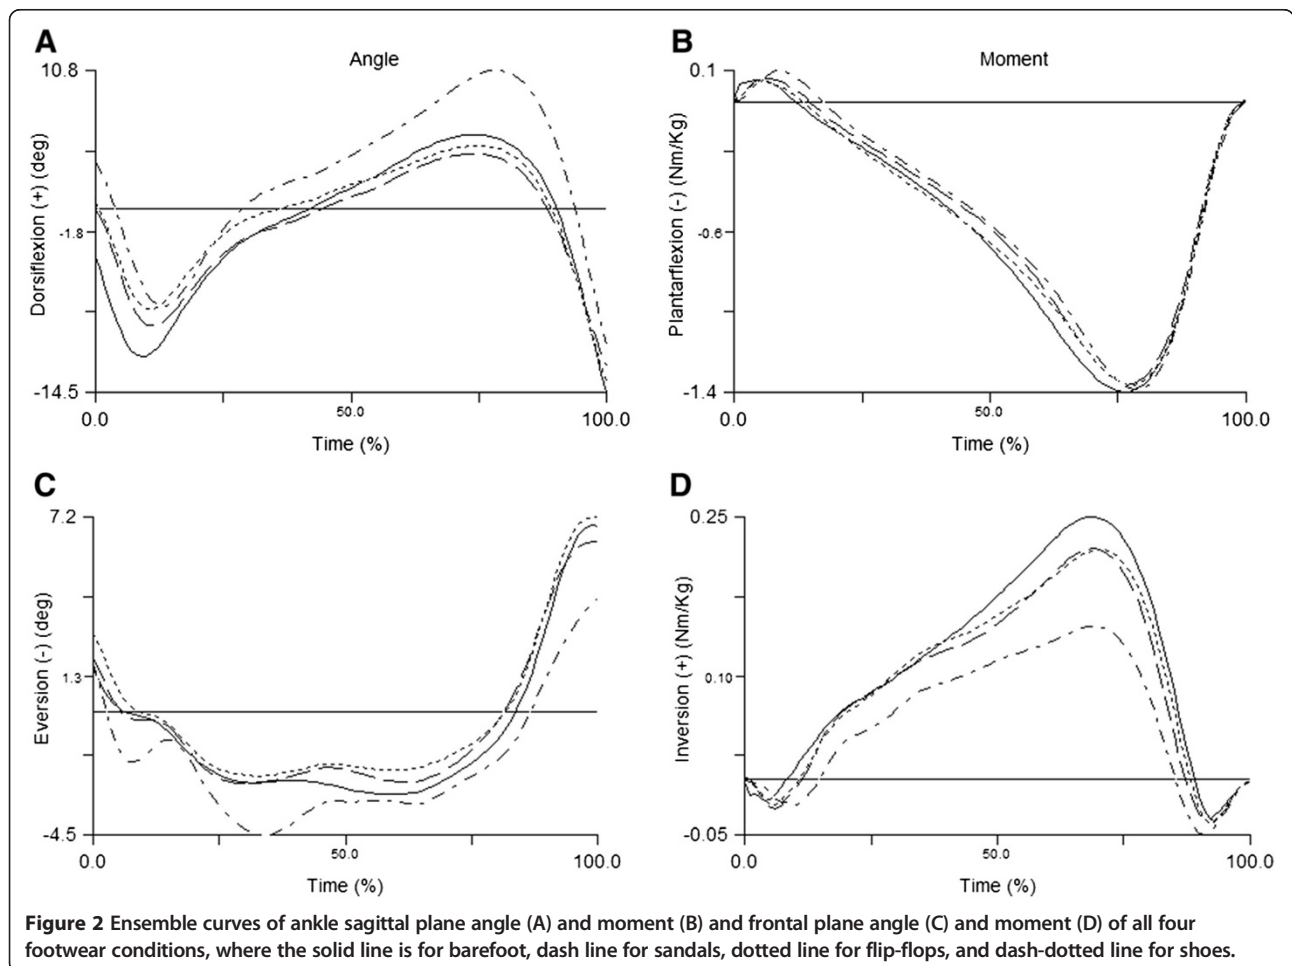 A
Angle
10.8
-1.8
-14.5
Dorsiflexion (+) (deg)
0.0
50.0
100.0
Time (%)
B
Moment
0.1
-0.6
-1.4
Plantarflexion (-) (Nm/Kg)
0.0
50.0
100.0
Time (%)
C
7.2
1.3
-4.5
Eversion (-) (deg)
0.0
50.0
100.0
Time (%)
D
0.25
0.10
-0.05
Inversion (+) (Nm/Kg)
0.0
50.0
100.0
Time (%)
Figure 2 Ensemble curves of ankle sagittal plane angle (A) and moment (B) and frontal plane angle (C) and moment (D) of all four
footwear conditions, where the solid line is for barefoot, dash line for sandals, dotted line for flip-flops, and dash-dotted line for shoes.